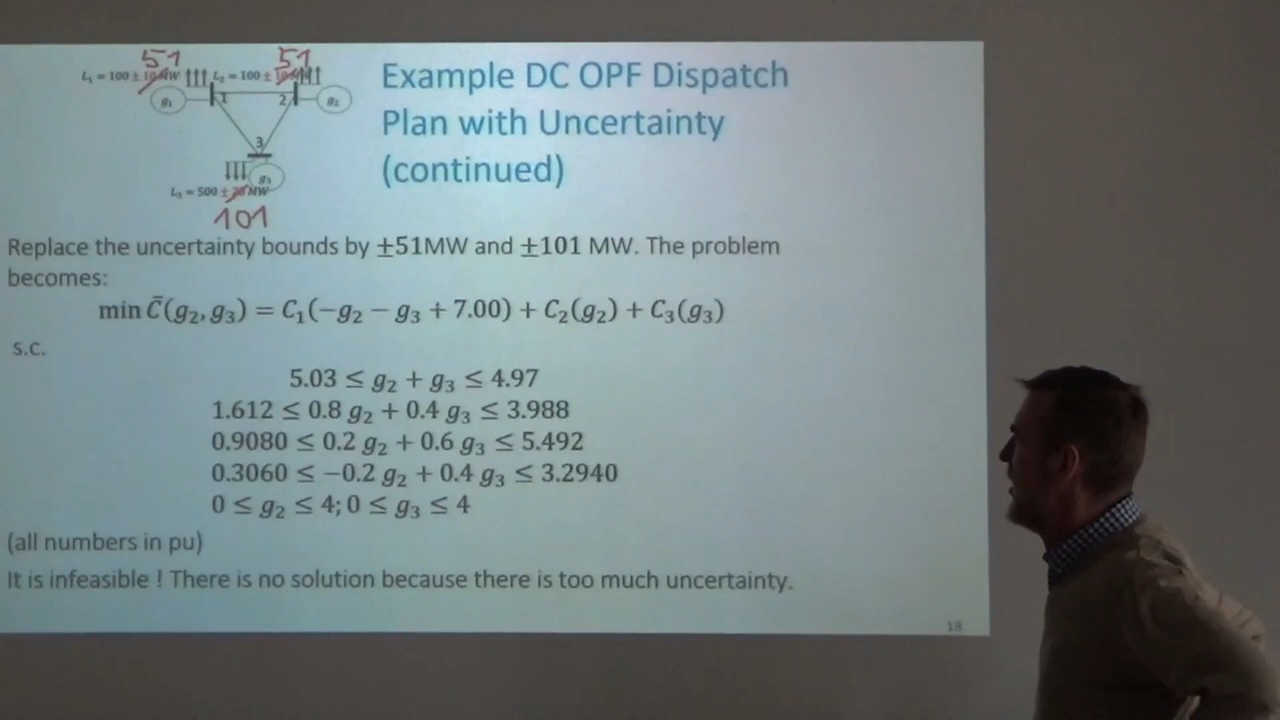 51
51
L₁ = 100 ± 10 MW L₂ = 100 ±
g₁ 1 2 g₂
3
g₃
L₃ = 500 ± MW
101
Example DC OPF Dispatch
Plan with Uncertainty
(continued)
Replace the uncertainty bounds by ±51MW and ±101 MW. The problem
becomes:
min C̄(g₂, g₃) = C₁(−g₂ − g₃ + 7.00) + C₂(g₂) + C₃(g₃)
s.c.
5.03 ≤ g₂ + g₃ ≤ 4.97
1.612 ≤ 0.8 g₂ + 0.4 g₃ ≤ 3.988
0.9080 ≤ 0.2 g₂ + 0.6 g₃ ≤ 5.492
0.3060 ≤ −0.2 g₂ + 0.4 g₃ ≤ 3.2940
0 ≤ g₂ ≤ 4; 0 ≤ g₃ ≤ 4
(all numbers in pu)
It is infeasible ! There is no solution because there is too much uncertainty.
18